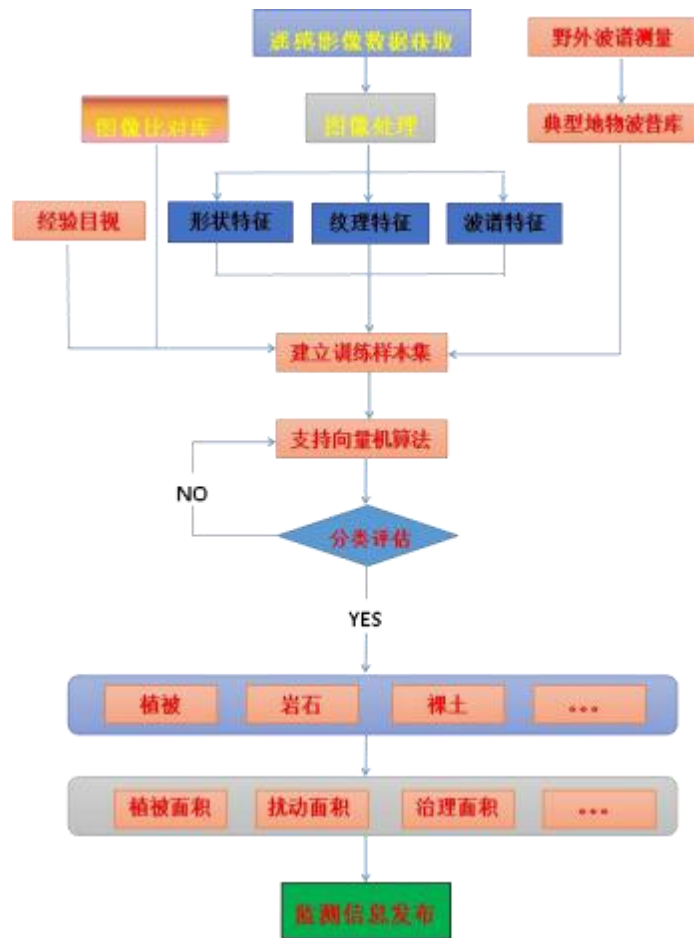 遥感影像数据获取
野外波谱测量
图像比对库
图像处理
典型地物波普库
经验目视
形状特征
纹理特征
波谱特征
建立训练样本集
支持向量机算法
NO
分类评估
YES
植被
岩石
裸土
。。。
植被面积
扰动面积
治理面积
。。。
监测信息发布